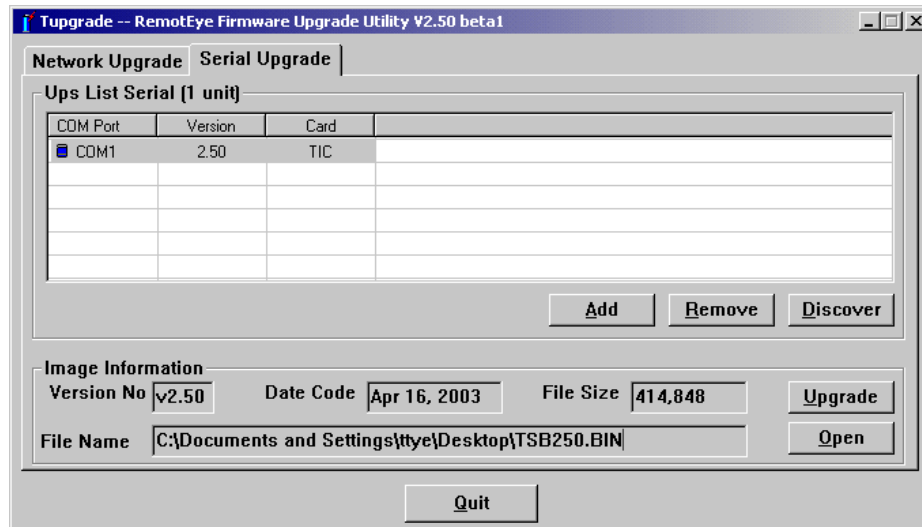 Tupgrade -- RemotEye Firmware Upgrade Utility V2.50 beta1
Network Upgrade Serial Upgrade
Ups List Serial (1 unit)
COM Port Version Card
COM1 2.50 TIC
Add Remove Discover
Image Information
Version No v2.50 Date Code Apr 16, 2003 File Size 414,848 Upgrade
File Name C:\Documents and Settings\ttye\Desktop\TSB250.BIN Open
Quit